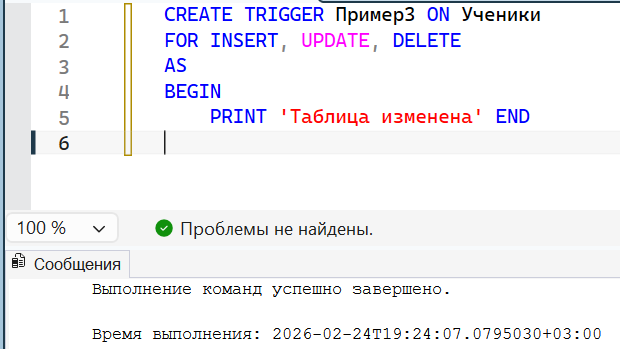 1 CREATE TRIGGER Пример3 ON Ученики
2 FOR INSERT, UPDATE, DELETE
3 AS
4 BEGIN
5 PRINT 'Таблица изменена' END
6
100 % Проблемы не найдены.
Сообщения
Выполнение команд успешно завершено.
Время выполнения: 2026-02-24T19:24:07.0795030+03:00